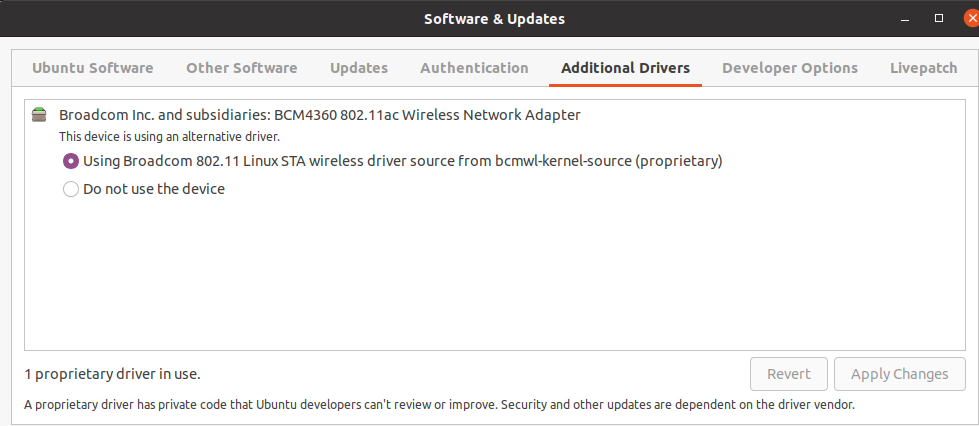 Software & Updates
Ubuntu Software Other Software Updates Authentication Additional Drivers Developer Options Livepatch
Broadcom Inc. and subsidiaries: BCM4360 802.11ac Wireless Network Adapter
This device is using an alternative driver.
Using Broadcom 802.11 Linux STA wireless driver source from bcmwl-kernel-source (proprietary)
Do not use the device
1 proprietary driver in use.
Revert Apply Changes
A proprietary driver has private code that Ubuntu developers can't review or improve. Security and other updates are dependent on the driver vendor.